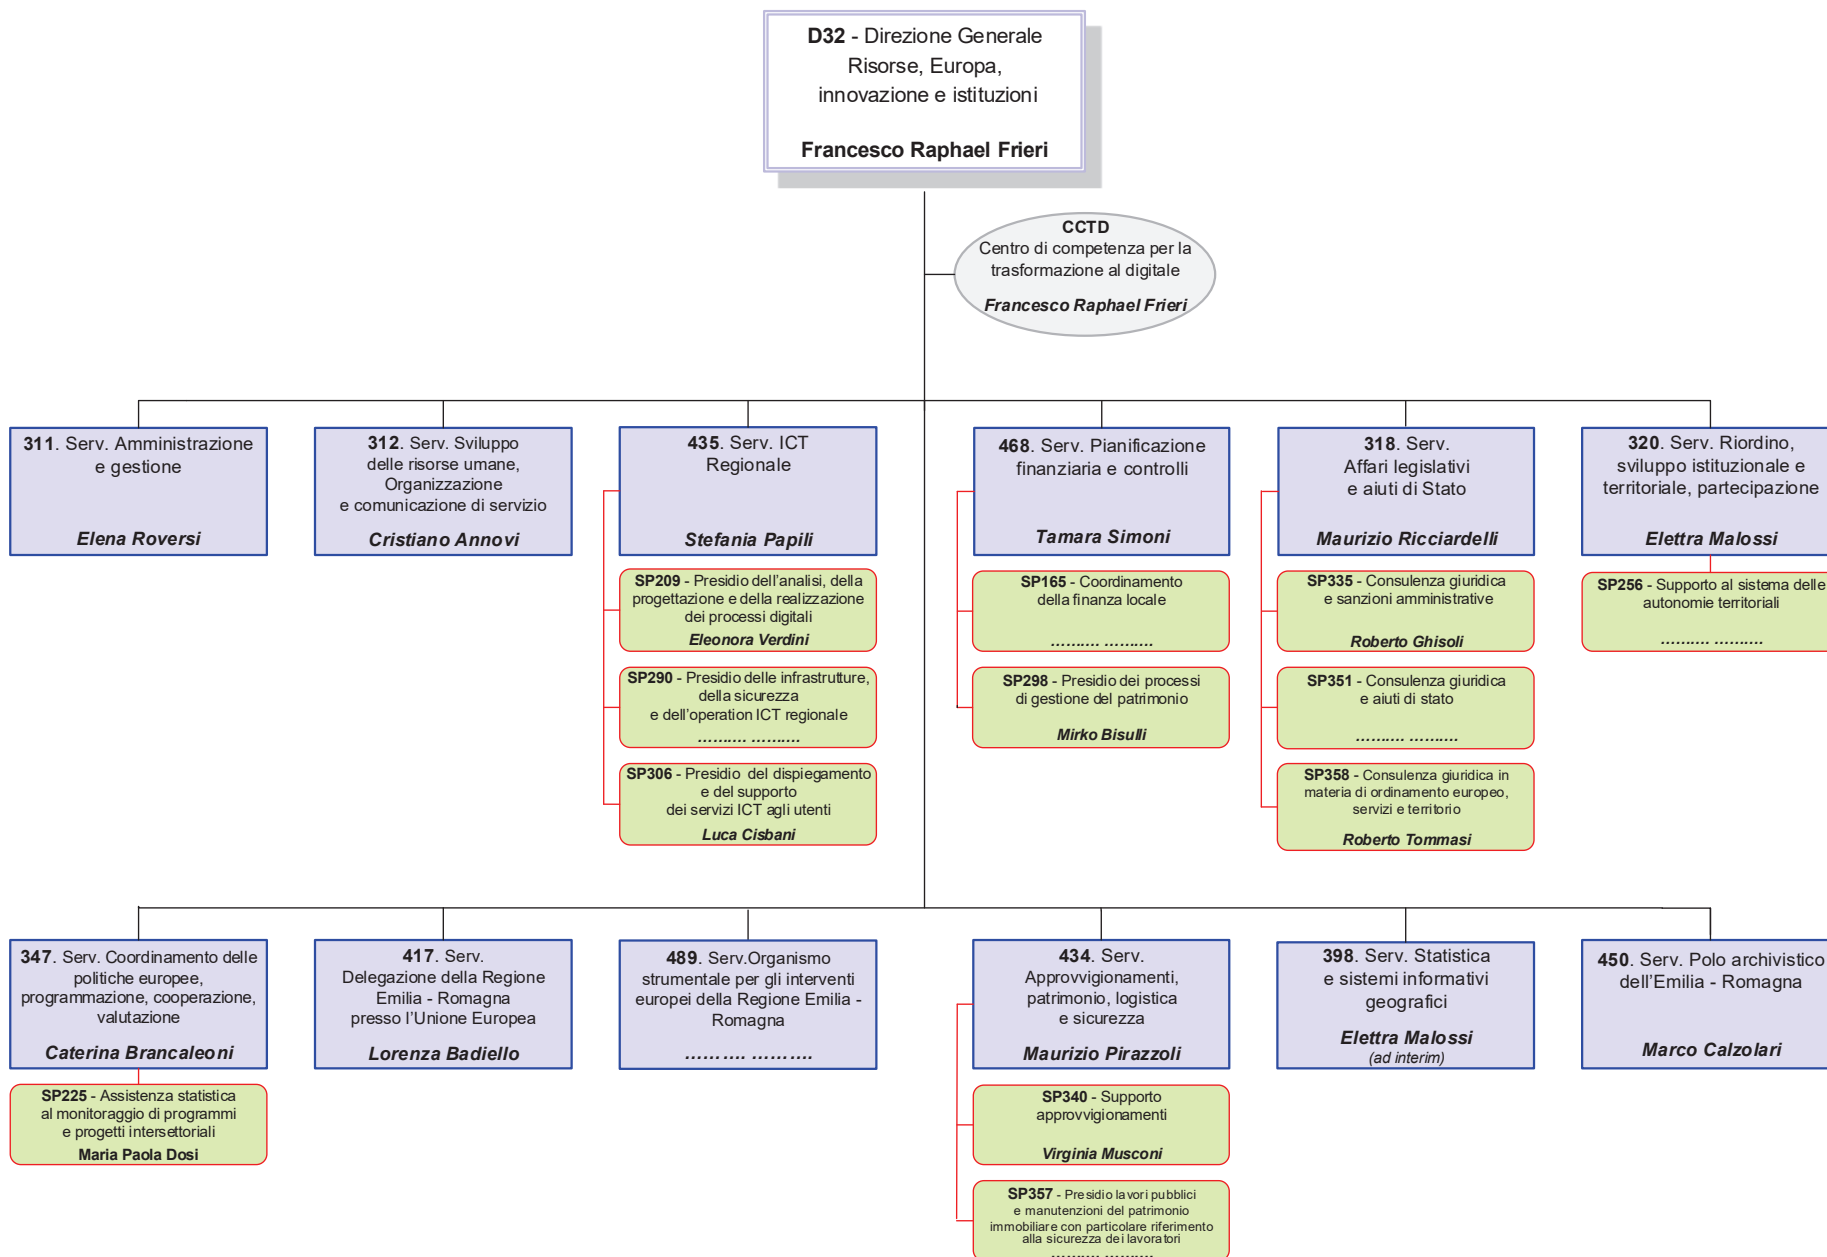 D32 - Direzione Generale
Risorse, Europa,
innovazione e istituzioni
Francesco Raphael Frieri
CCTD
Centro di competenza per la
trasformazione al digitale
Francesco Raphael Frieri
311. Serv. Amministrazione
e gestione
Elena Roversi
312. Serv. Sviluppo
delle risorse umane,
Organizzazione
e comunicazione di servizio
Cristiano Annovi
435. Serv. ICT
Regionale
Stefania Papili
SP209 - Presidio dell'analisi, della
progettazione e della realizzazione
dei processi digitali
Eleonora Verdini
SP290 - Presidio delle infrastrutture,
della sicurezza
e dell'operation ICT regionale
.......... ..........
SP306 - Presidio del dispiegamento
e del supporto
dei servizi ICT agli utenti
Luca Cisbani
468. Serv. Pianificazione
finanziaria e controlli
Tamara Simoni
SP165 - Coordinamento
della finanza locale
.......... ..........
SP298 - Presidio dei processi
di gestione del patrimonio
Mirko Bisulli
318. Serv.
Affari legislativi
e aiuti di Stato
Maurizio Ricciardelli
SP335 - Consulenza giuridica
e sanzioni amministrative
Roberto Ghisoli
SP351 - Consulenza giuridica
e aiuti di stato
.......... ..........
SP358 - Consulenza giuridica in
materia di ordinamento europeo,
servizi e territorio
Roberto Tommasi
320. Serv. Riordino,
sviluppo istituzionale e
territoriale, partecipazione
Elettra Malossi
SP256 - Supporto al sistema delle
autonomie territoriali
.......... ..........
347. Serv. Coordinamento delle
politiche europee,
programmazione, cooperazione,
valutazione
Caterina Brancaleoni
SP225 - Assistenza statistica
al monitoraggio di programmi
e progetti intersettoriali
Maria Paola Dosi
417. Serv.
Delegazione della Regione
Emilia - Romagna
presso l'Unione Europea
Lorenza Badiello
489. Serv.Organismo
strumentale per gli interventi
europei della Regione Emilia -
Romagna
.......... ..........
434. Serv.
Approvvigionamenti,
patrimonio, logistica
e sicurezza
Maurizio Pirazzoli
SP340 - Supporto
approvvigionamenti
Virginia Musconi
SP357 - Presidio lavori pubblici
e manutenzioni del patrimonio
immobiliare con particolare riferimento
alla sicurezza dei lavoratori
.......... ..........
398. Serv. Statistica
e sistemi informativi
geografici
Elettra Malossi
(ad interim)
450. Serv. Polo archivistico
dell'Emilia - Romagna
Marco Calzolari